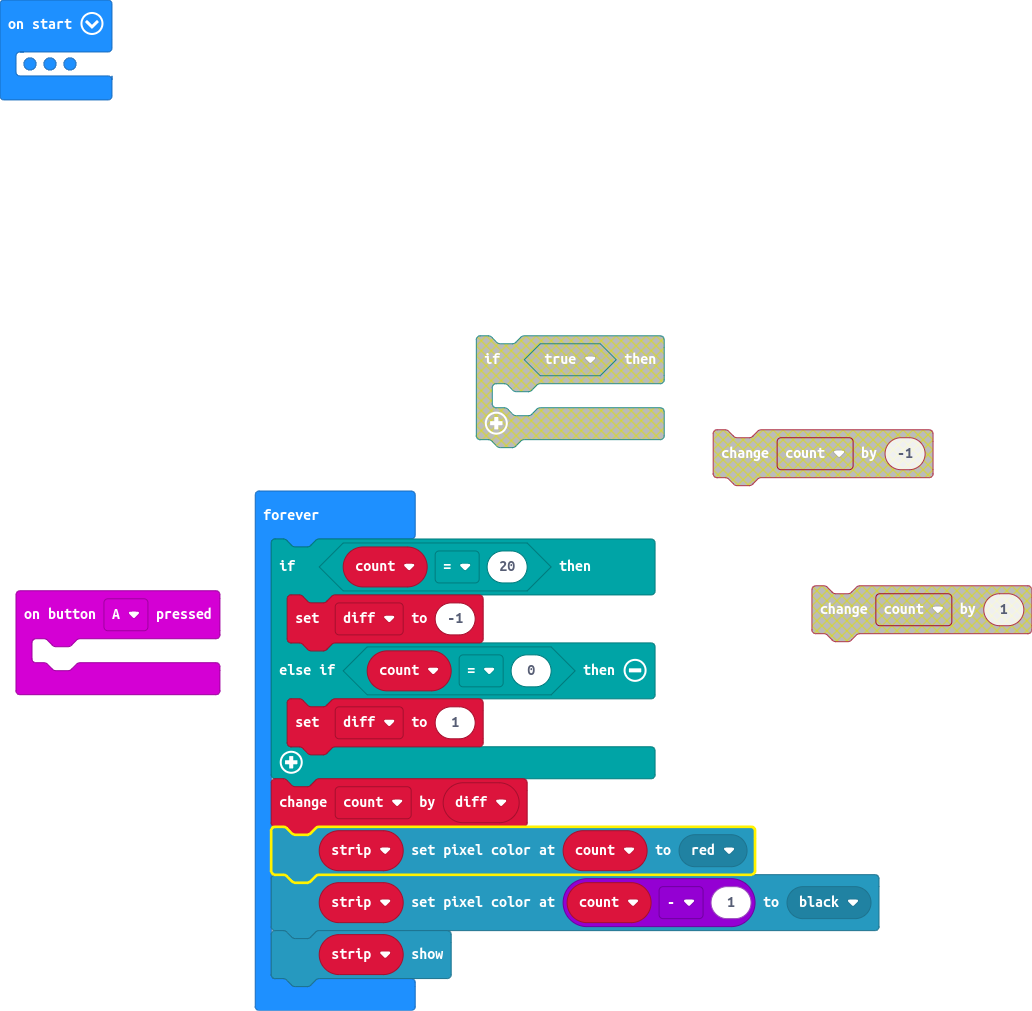 on start
if true then
change count by -1
forever
if count = 20 then
change count by 1
on button A pressed
set diff to -1
else if count = 0 then
set diff to 1
change count by diff
strip set pixel color at count to red
strip set pixel color at count - 1 to black
strip show